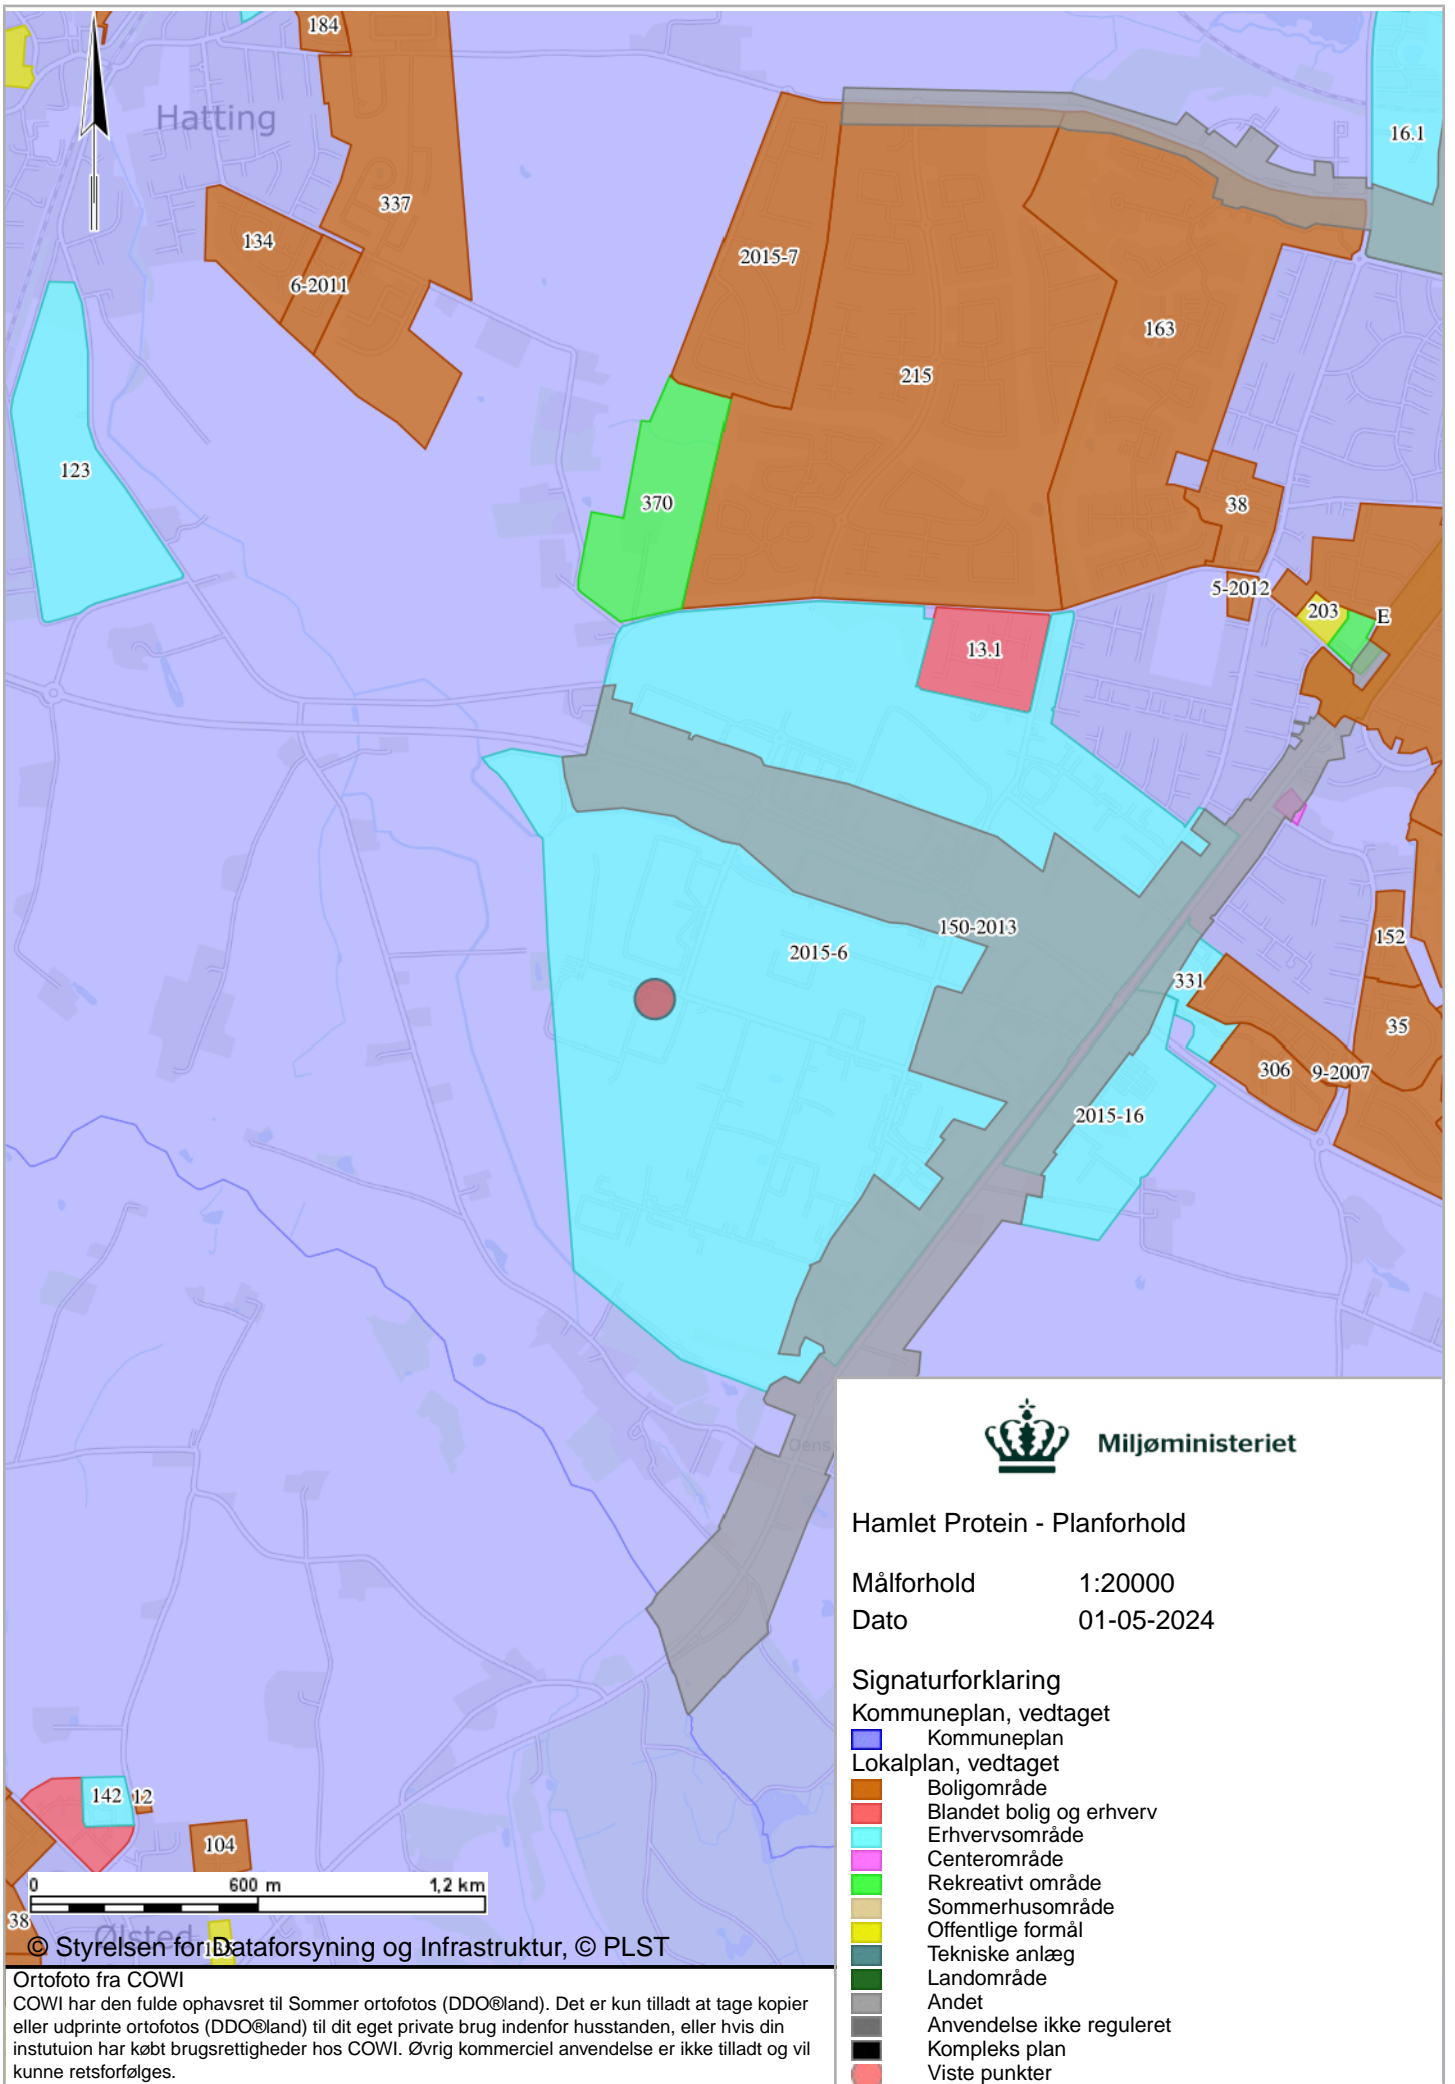 184
Hatting
16.1
337
134
2015-7
6-2011
163
215
123
370
38
5-2012
203
E
13.1
150-2013
2015-6
152
331
35
306
9-2007
2015-16
Oens
Miljøministeriet
Hamlet Protein - Planforhold
Målforhold 1:20000
Dato 01-05-2024
Signaturforklaring
Kommuneplan, vedtaget
Kommuneplan
Lokalplan, vedtaget
Boligområde
Blandet bolig og erhverv
Erhvervsområde
Centerområde
Rekreativt område
Sommerhusområde
Offentlige formål
Tekniske anlæg
Landområde
Andet
Anvendelse ikke reguleret
Kompleks plan
Viste punkter
142
12
104
0 600 m 1,2 km
38
Ølsted
© Styrelsen for Dataforsyning og Infrastruktur, © PLST
Ortofoto fra COWI
COWI har den fulde ophavsret til Sommer ortofotos (DDO®land). Det er kun tilladt at tage kopier
eller udprinte ortofotos (DDO®land) til dit eget private brug indenfor husstanden, eller hvis din
instutuion har købt brugsrettigheder hos COWI. Øvrig kommerciel anvendelse er ikke tilladt og vil
kunne retsforfølges.